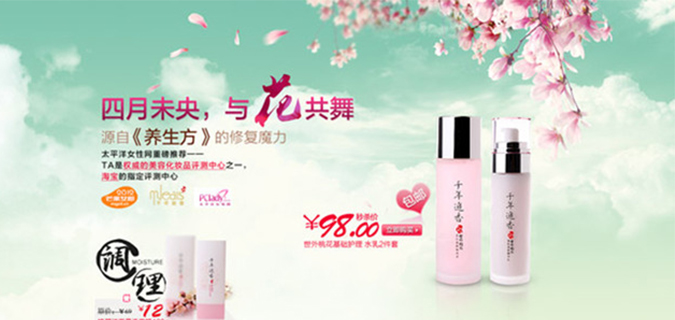 四月未央，与花共舞
源自《养生方》的修复魔力
太平洋女性网重磅推荐——
TA是权威的美容化妆品评测中心之一，
淘宝的指定评测中心
PClady
包邮
¥98.00
秒杀价
立即购买
世外桃花基础护理 水乳2件套
千年逸香
千年逸香
调理
MOISTURE
¥12